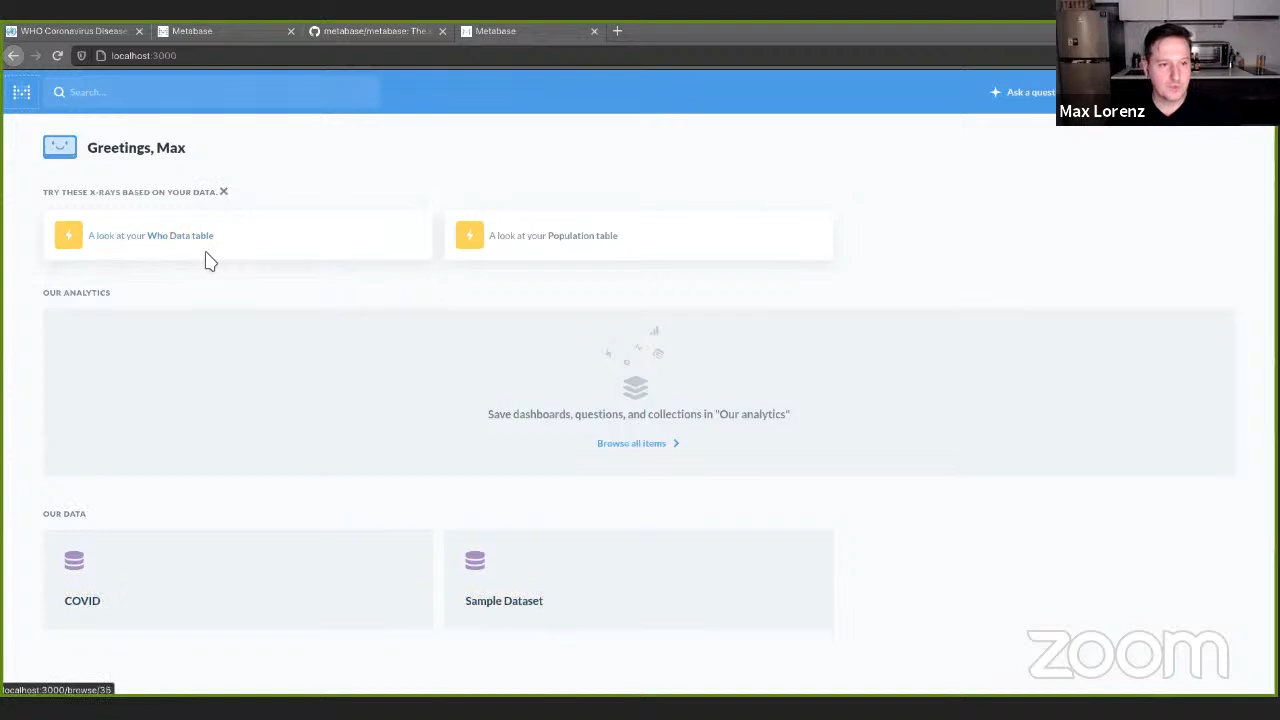 WHO Coronavirus Disease
Metabase
metabase/metabase: The
Metabase
localhost:3000
Search...
Ask a quest
Max Lorenz
Greetings, Max
TRY THESE X-RAYS BASED ON YOUR DATA.
A look at your Who Data table
A look at your Population table
OUR ANALYTICS
Save dashboards, questions, and collections in "Our analytics"
Browse all items
OUR DATA
COVID
Sample Dataset
zoom
localhost:3000/browse/35